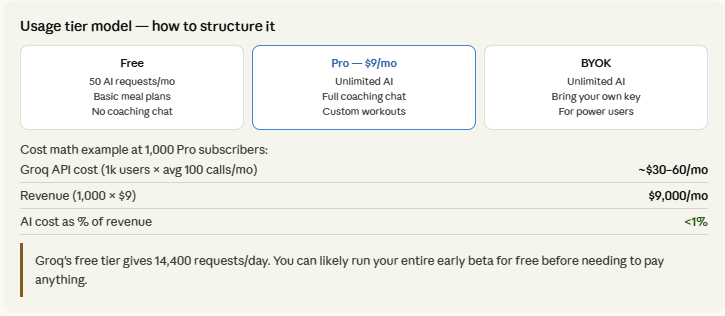 Usage tier model — how to structure it
Free
50 AI requests/mo
Basic meal plans
No coaching chat
Pro — $9/mo
Unlimited AI
Full coaching chat
Custom workouts
BYOK
Unlimited AI
Bring your own key
For power users
Cost math example at 1,000 Pro subscribers:
Groq API cost (1k users × avg 100 calls/mo) ~$30–60/mo
Revenue (1,000 × $9) $9,000/mo
AI cost as % of revenue <1%
Groq's free tier gives 14,400 requests/day. You can likely run your entire early beta for free before needing to pay
anything.